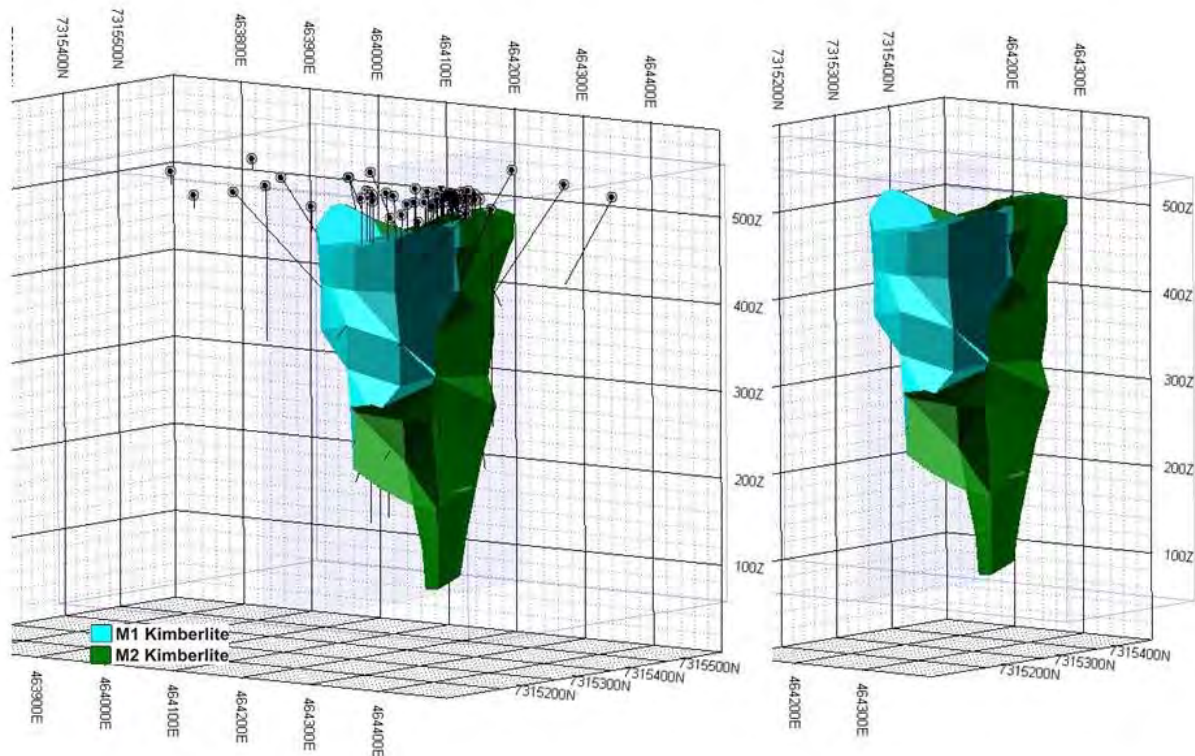 7315400N
7315500N
463800E
463900E
464000E
464100E
464200E
464300E
464400E
500Z
400Z
300Z
200Z
100Z
M1 Kimberlite
M2 Kimberlite
7315500N
7315400N
7315300N
7315200N
463900E
464000E
464100E
464200E
464300E
464400E
7315200N
7315300N
7315400N
464200E
464300E
500Z
400Z
300Z
200Z
100Z
7315400N
7315300N
7315200N
464200E
464300E